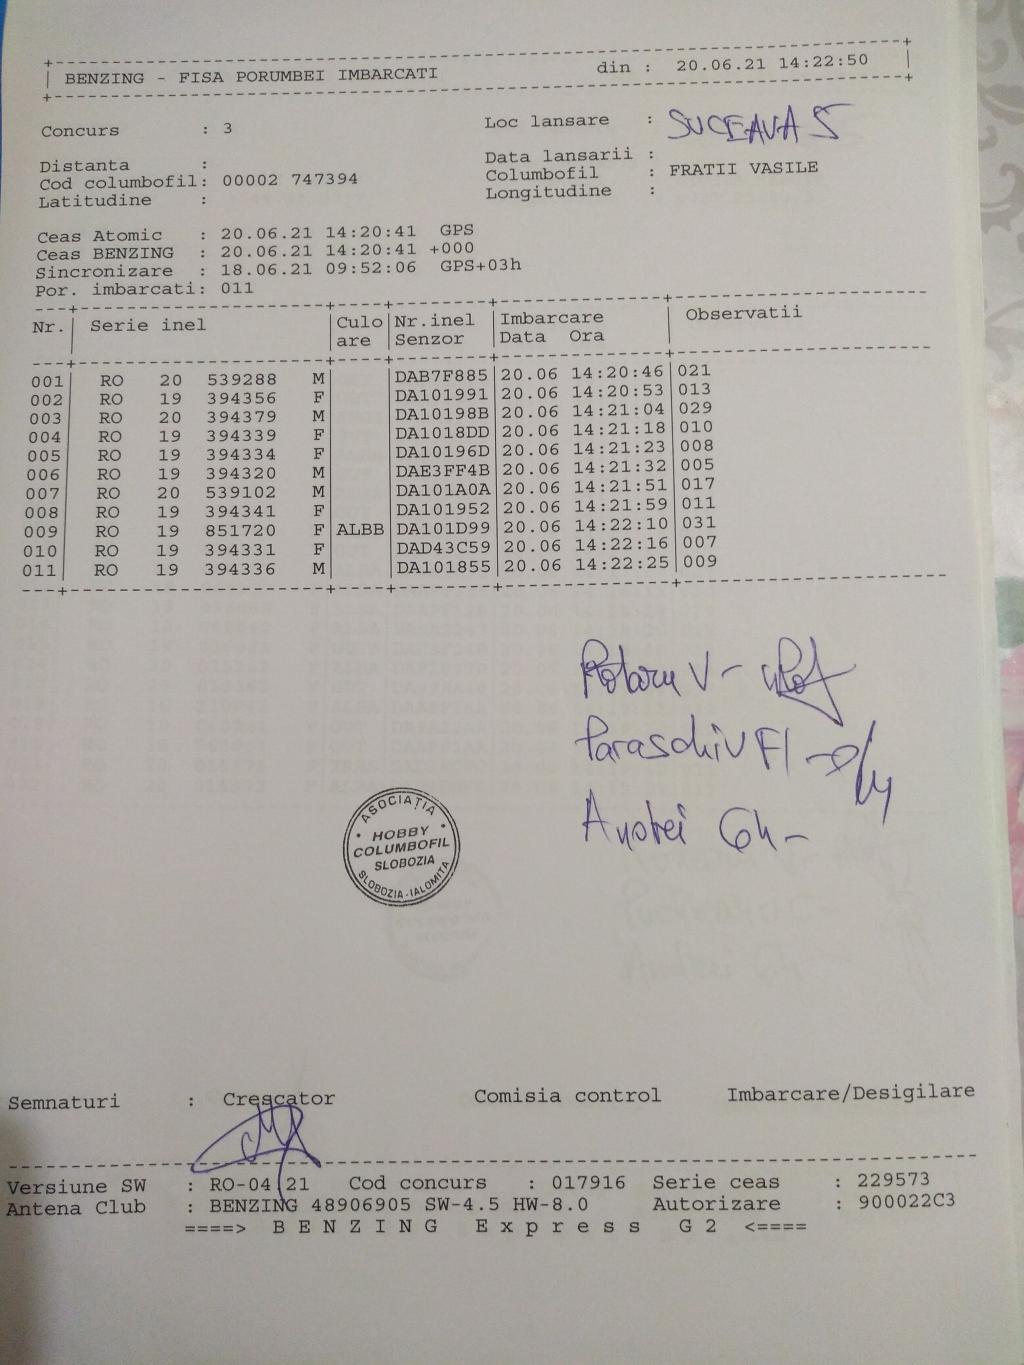 BENZING - FISA PORUMBEI IMBARCATI din : 20.06.21 14:22:50
Concurs : 3 Loc lansare : SUCEAVA 5
Distanta : Data lansarii :
Cod columbofil: 00002 747394 Columbofil : FRATII VASILE
Latitudine : Longitudine :
Ceas Atomic : 20.06.21 14:20:41 GPS
Ceas BENZING : 20.06.21 14:20:41 +000
Sincronizare : 18.06.21 09:52:06 GPS+03h
Por. imbarcati: 011
Nr. Serie inel Culo Nr.inel Imbarcare Observatii
are Senzor Data Ora
001 RO 20 539288 M DAB7F885 20.06 14:20:46 021
002 RO 19 394356 F DA101991 20.06 14:20:53 013
003 RO 20 394379 M DA10198B 20.06 14:21:04 029
004 RO 19 394339 F DA1018DD 20.06 14:21:18 010
005 RO 19 394334 F DA10196D 20.06 14:21:23 008
006 RO 19 394320 M DAE3FF4B 20.06 14:21:32 005
007 RO 20 539102 M DA101A0A 20.06 14:21:51 017
008 RO 19 394341 F DA101952 20.06 14:21:59 011
009 RO 19 851720 F ALBB DA101D99 20.06 14:22:10 031
010 RO 19 394331 F DAD43C59 20.06 14:22:16 007
011 RO 19 394336 M DA101855 20.06 14:22:25 009
Rotaru V -
Paraschiv Fl -
Andrei Gh -
ASOCIAŢIA
HOBBY
COLUMBOFIL
SLOBOZIA
SLOBOZIA - IALOMITA
Semnaturi : Crescator Comisia control Imbarcare/Desigilare
Versiune SW : RO-04 21 Cod concurs : 017916 Serie ceas : 229573
Antena Club : BENZING 48906905 SW-4.5 HW-8.0 Autorizare : 900022C3
====> B E N Z I N G E x p r e s s G 2 <====